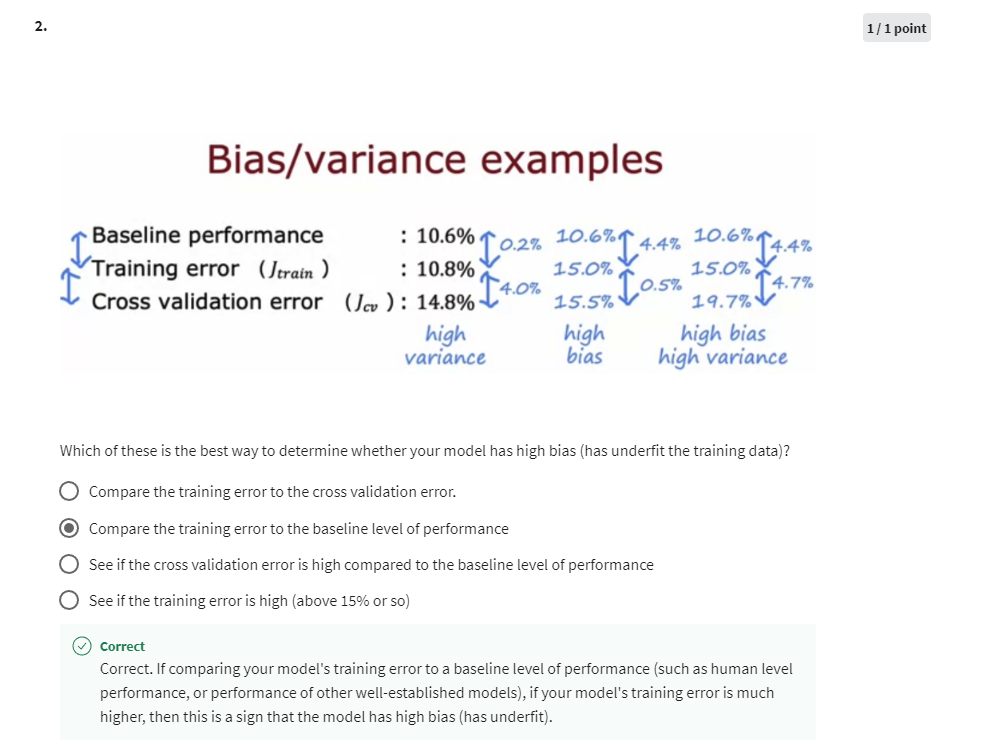 2.
1 / 1 point
Bias/variance examples
Baseline performance : 10.6% 0.2% 10.6% 4.4% 10.6% 4.4%
Training error (Jtrain ) : 10.8% 15.0% 15.0%
4.0% 0.5% 4.7%
Cross validation error (Jcv ) : 14.8% 15.5% 19.7%
high high high bias
variance bias high variance
Which of these is the best way to determine whether your model has high bias (has underfit the training data)?
Compare the training error to the cross validation error.
Compare the training error to the baseline level of performance
See if the cross validation error is high compared to the baseline level of performance
See if the training error is high (above 15% or so)
Correct
Correct. If comparing your model's training error to a baseline level of performance (such as human level
performance, or performance of other well-established models), if your model's training error is much
higher, then this is a sign that the model has high bias (has underfit).